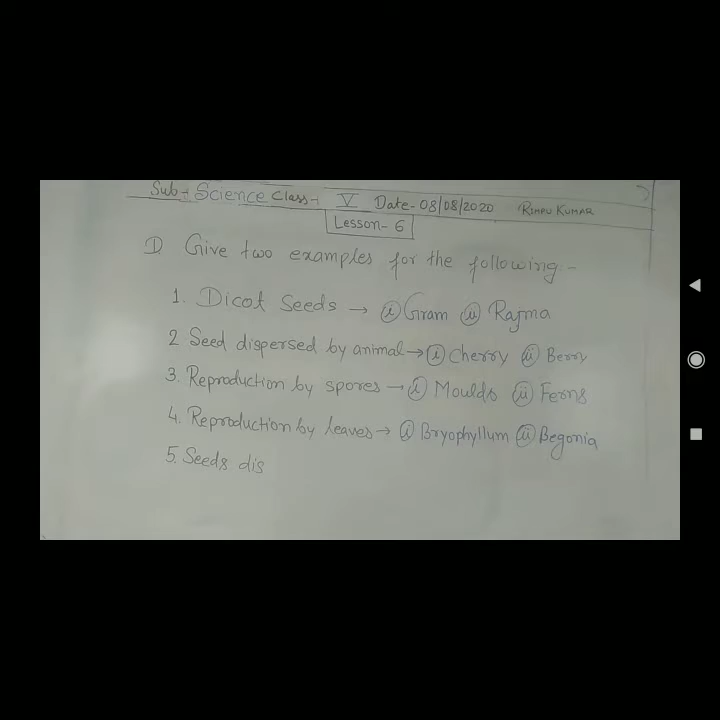 Sub- Science Class- V Date- 08/08/2020 RIMPU KUMAR
Lesson- 6
D. Give two examples for the following:-
1. Dicot Seeds → (i) Gram (ii) Rajma
2 Seed dispersed by animal → (i) Cherry (ii) Berry
3. Reproduction by spores → (i) Moulds (ii) Ferns
4. Reproduction by leaves → (i) Bryophyllum (ii) Begonia
5. Seeds dis